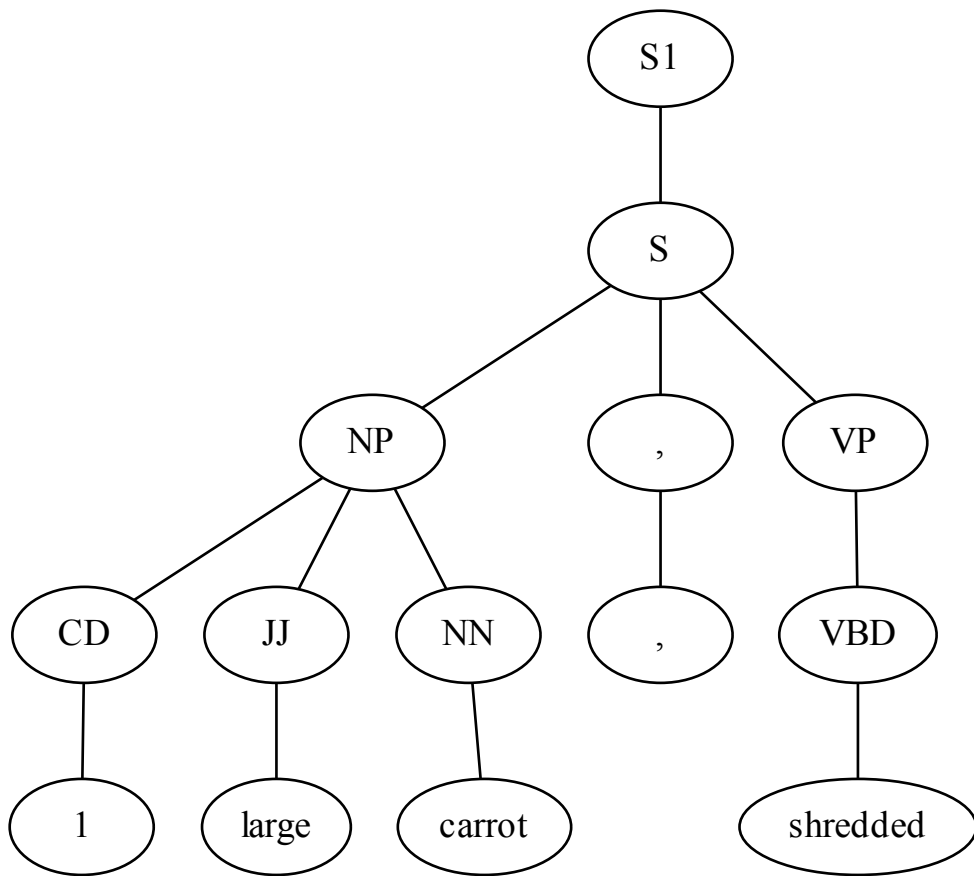 S1
S
NP , VP
CD JJ NN , VBD
1 large carrot shredded